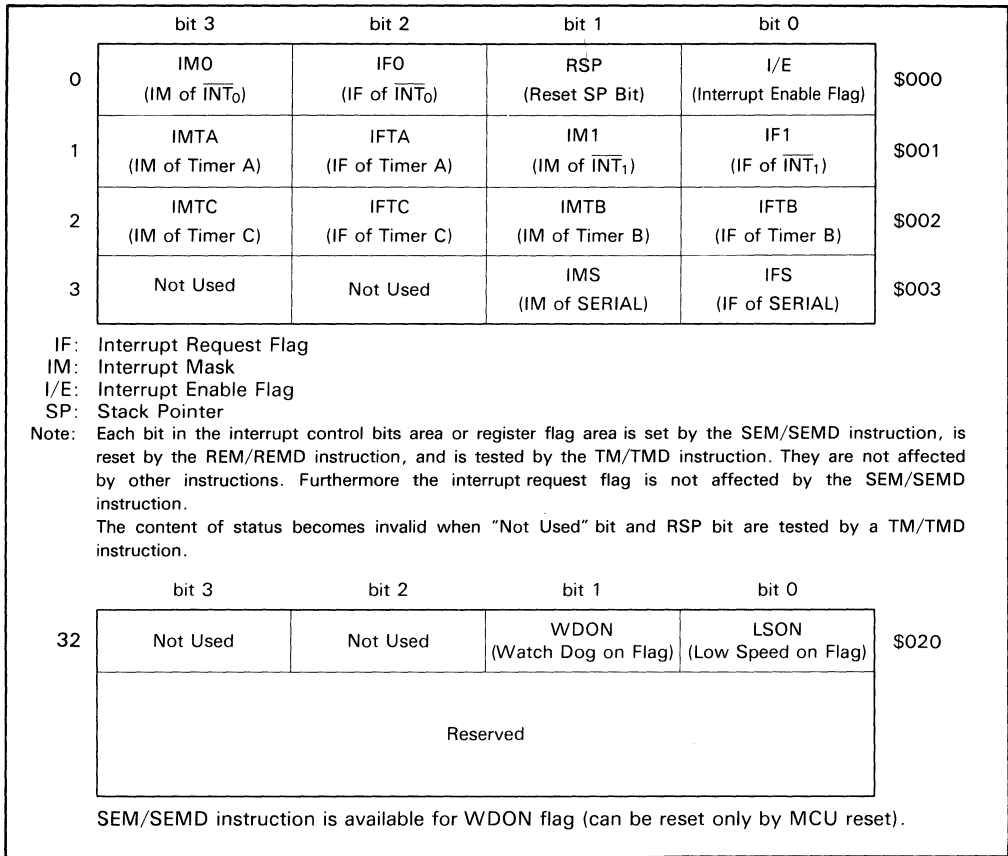 bit 3 bit 2 bit 1 bit 0
0 IM0 IF0 RSP I/E $000
(IM of INT̅₀) (IF of INT̅₀) (Reset SP Bit) (Interrupt Enable Flag)
1 IMTA IFTA IM1 IF1 $001
(IM of Timer A) (IF of Timer A) (IM of INT̅₁) (IF of INT̅₁)
2 IMTC IFTC IMTB IFTB $002
(IM of Timer C) (IF of Timer C) (IM of Timer B) (IF of Timer B)
3 Not Used Not Used IMS IFS $003
(IM of SERIAL) (IF of SERIAL)
IF: Interrupt Request Flag
IM: Interrupt Mask
I/E: Interrupt Enable Flag
SP: Stack Pointer
Note: Each bit in the interrupt control bits area or register flag area is set by the SEM/SEMD instruction, is
reset by the REM/REMD instruction, and is tested by the TM/TMD instruction. They are not affected
by other instructions. Furthermore the interrupt request flag is not affected by the SEM/SEMD
instruction.
The content of status becomes invalid when "Not Used" bit and RSP bit are tested by a TM/TMD
instruction.
bit 3 bit 2 bit 1 bit 0
32 Not Used Not Used WDON LSON $020
(Watch Dog on Flag) (Low Speed on Flag)
Reserved
SEM/SEMD instruction is available for WDON flag (can be reset only by MCU reset).